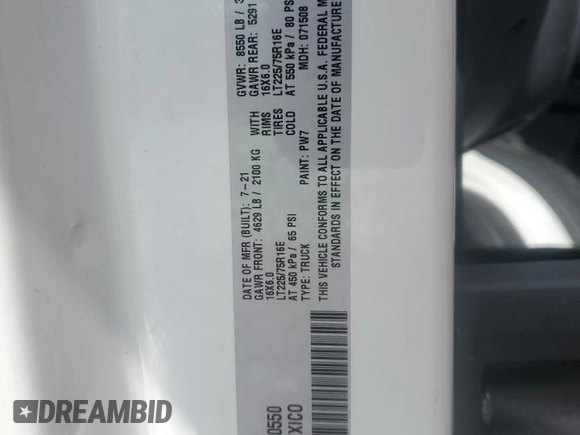 DATE OF MFR (BUILT): 7-21 GVWR: 8550 LB /
GAWR FRONT: 4629 LB / 2100 KG WITH GAWR REAR: 5291
16X6.0 RIMS 16X6.0
LT225/75R16E TIRES LT225/75R16E
AT 450 kPa / 65 PSI COLD AT 550 kPa / 80 PS
TYPE: TRUCK PAINT: PW7 MDH: 071508
THIS VEHICLE CONFORMS TO ALL APPLICABLE U.S.A. FEDERAL M
STANDARDS IN EFFECT ON THE DATE OF MANUFACTURE
0550
XICO
DREAMBID